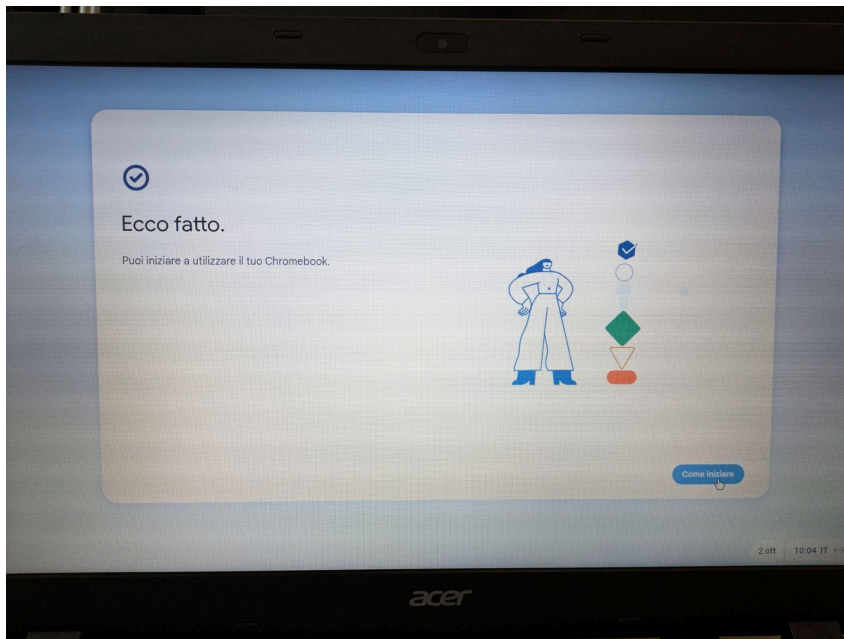 Ecco fatto.
Puoi iniziare a utilizzare il tuo Chromebook.
Come iniziare
2 ott 10:04 IT
acer